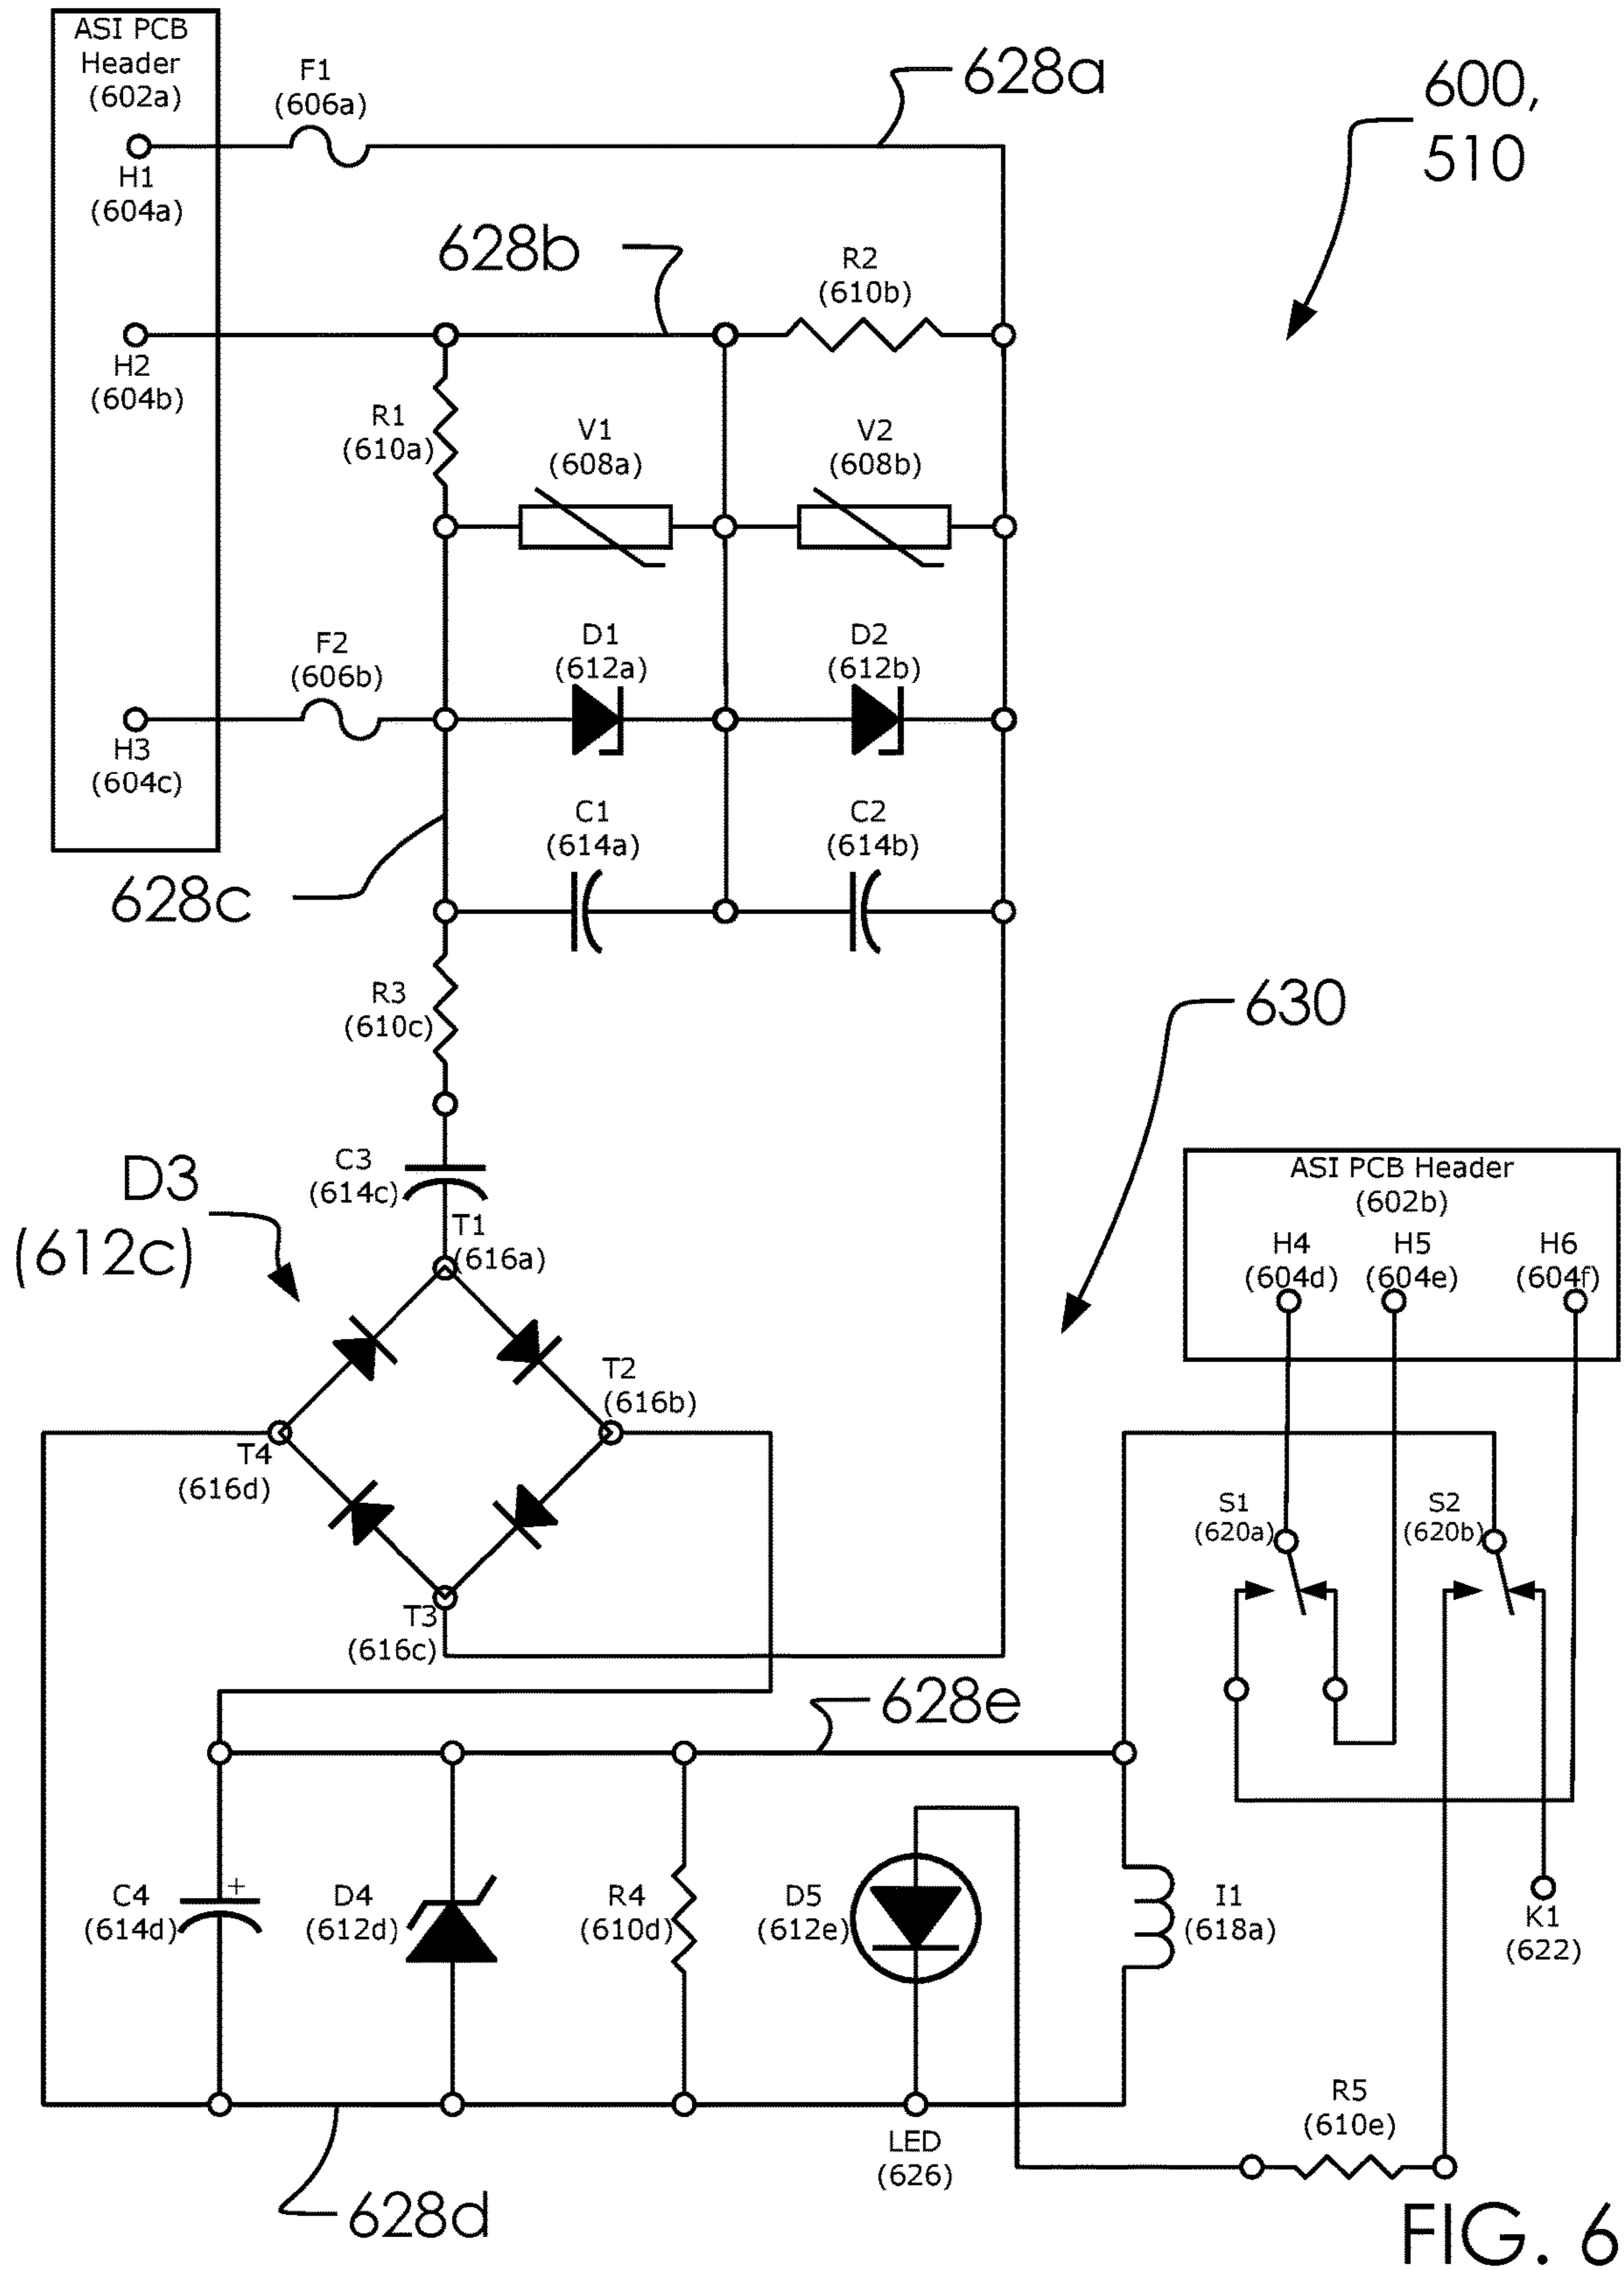 ASI PCB
Header
(602a)
F1
(606a)
628a
600,
510
H1
(604a)
628b
R2
(610b)
H2
(604b)
R1
(610a)
V1
(608a)
V2
(608b)
F2
(606b)
D1
(612a)
D2
(612b)
H3
(604c)
C1
(614a)
C2
(614b)
628c
R3
(610c)
630
D3
(612c)
C3
(614c)
T1
(616a)
ASI PCB Header
(602b)
H4
(604d)
H5
(604e)
H6
(604f)
T2
(616b)
T4
(616d)
S1
(620a)
S2
(620b)
T3
(616c)
628e
C4
(614d)
+
D4
(612d)
R4
(610d)
D5
(612e)
I1
(618a)
K1
(622)
LED
(626)
R5
(610e)
628d
FIG. 6